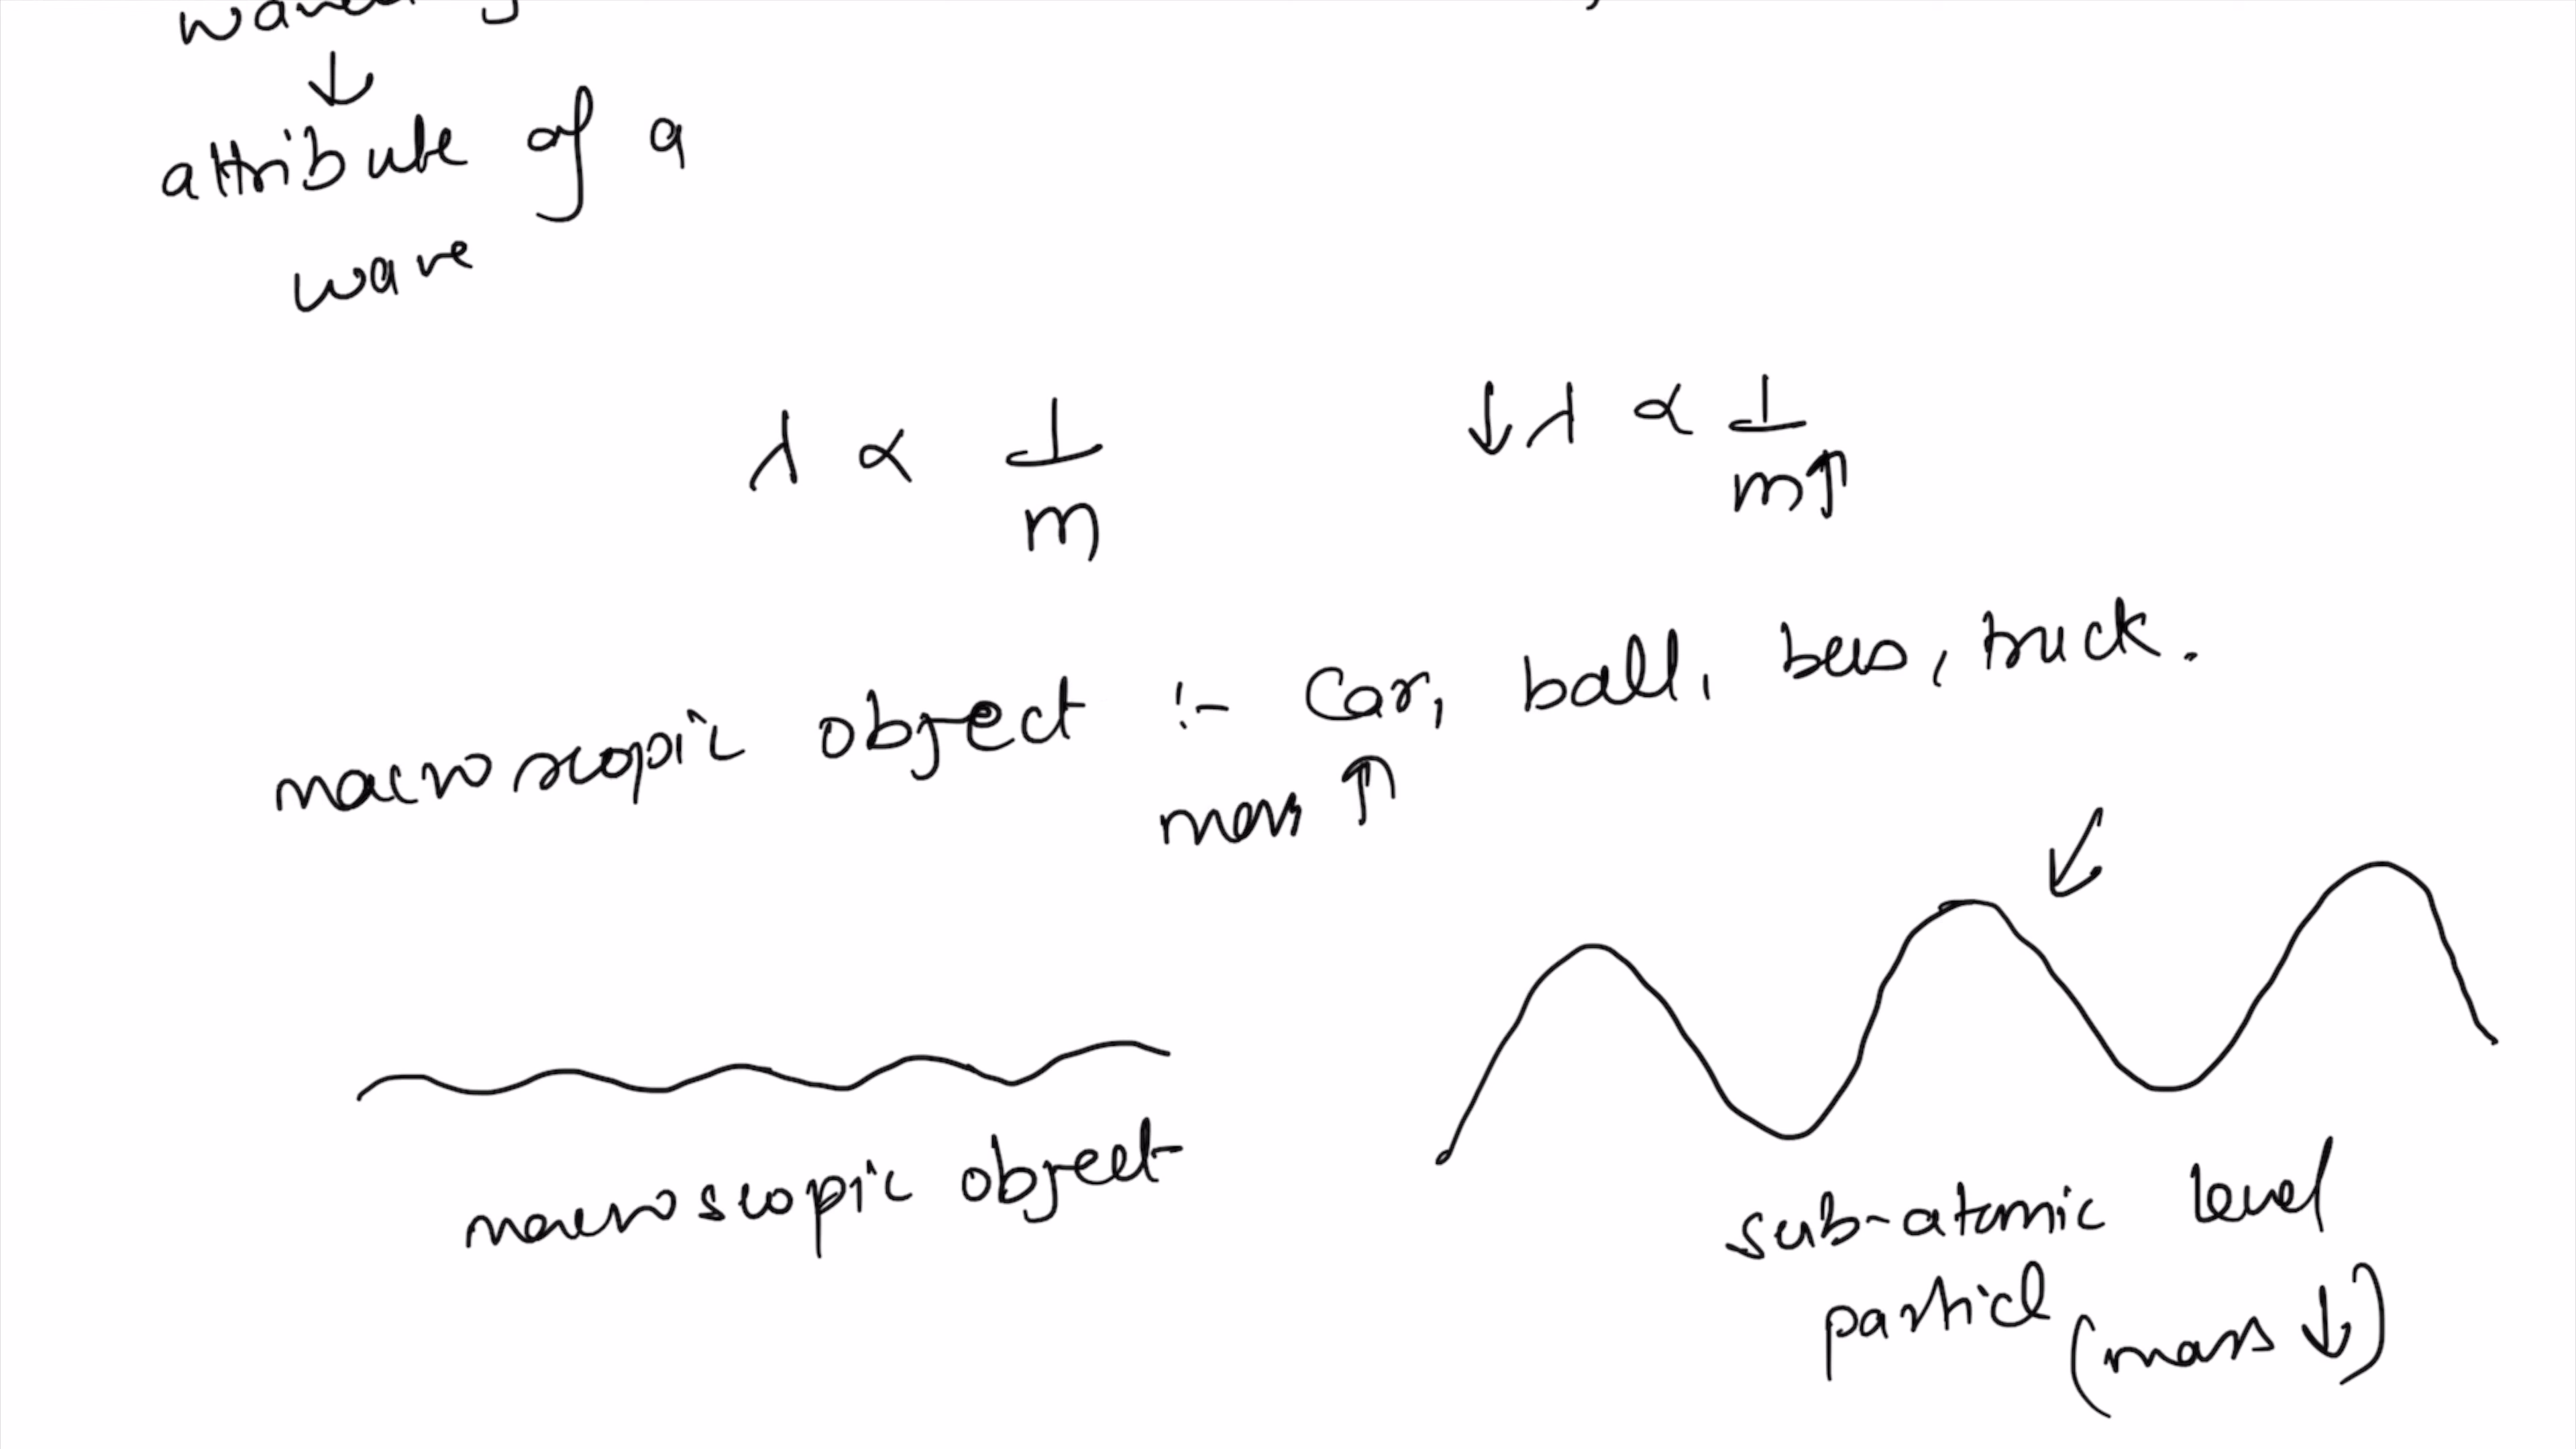 attribute of a
wave
λ ∝ 1/m
↓λ ∝ 1/m↑
macroscopic object :- Car, ball, bus, truck.
mass ↑
macroscopic object
sub-atomic level
particl
(mass ↓)